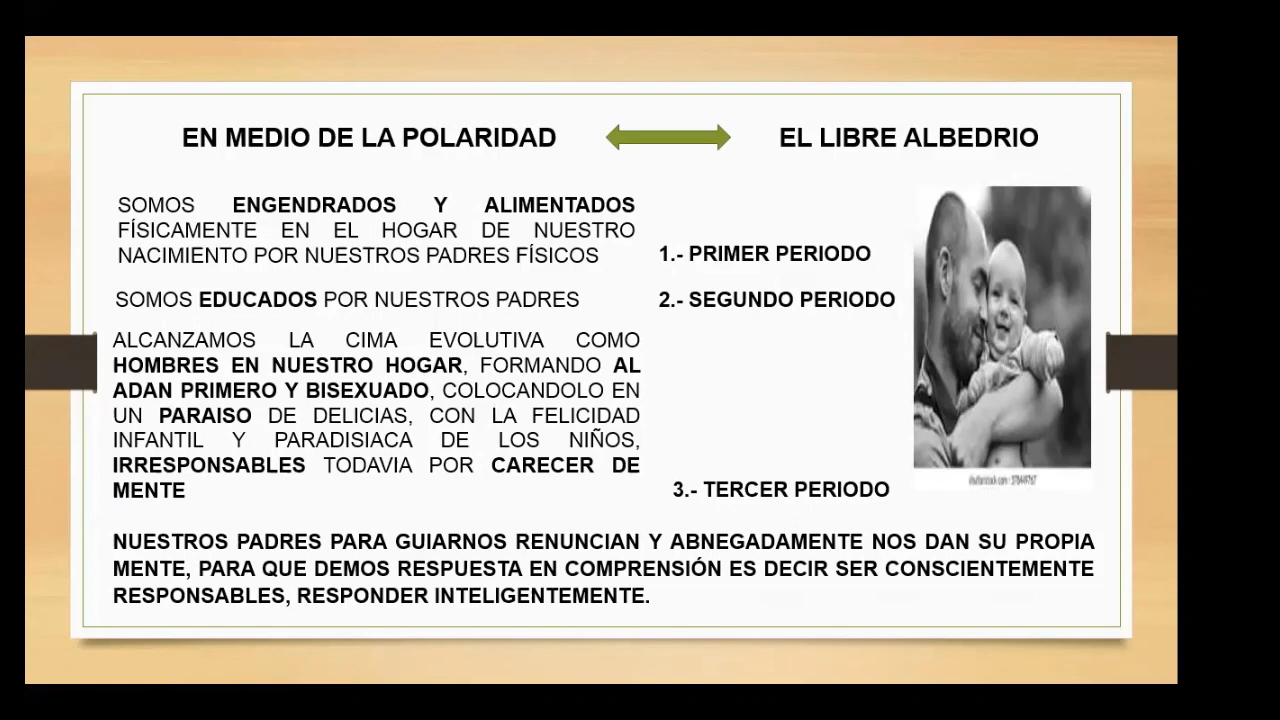 EN MEDIO DE LA POLARIDAD
EL LIBRE ALBEDRIO
SOMOS ENGENDRADOS Y ALIMENTADOS
FÍSICAMENTE EN EL HOGAR DE NUESTRO
NACIMIENTO POR NUESTROS PADRES FÍSICOS
1.- PRIMER PERIODO
SOMOS EDUCADOS POR NUESTROS PADRES
2.- SEGUNDO PERIODO
ALCANZAMOS LA CIMA EVOLUTIVA COMO
HOMBRES EN NUESTRO HOGAR, FORMANDO AL
ADAN PRIMERO Y BISEXUADO, COLOCANDOLO EN
UN PARAISO DE DELICIAS, CON LA FELICIDAD
INFANTIL Y PARADISIACA DE LOS NIÑOS,
IRRESPONSABLES TODAVIA POR CARECER DE
MENTE
3.- TERCER PERIODO
NUESTROS PADRES PARA GUIARNOS RENUNCIAN Y ABNEGADAMENTE NOS DAN SU PROPIA
MENTE, PARA QUE DEMOS RESPUESTA EN COMPRENSIÓN ES DECIR SER CONSCIENTEMENTE
RESPONSABLES, RESPONDER INTELIGENTEMENTE.